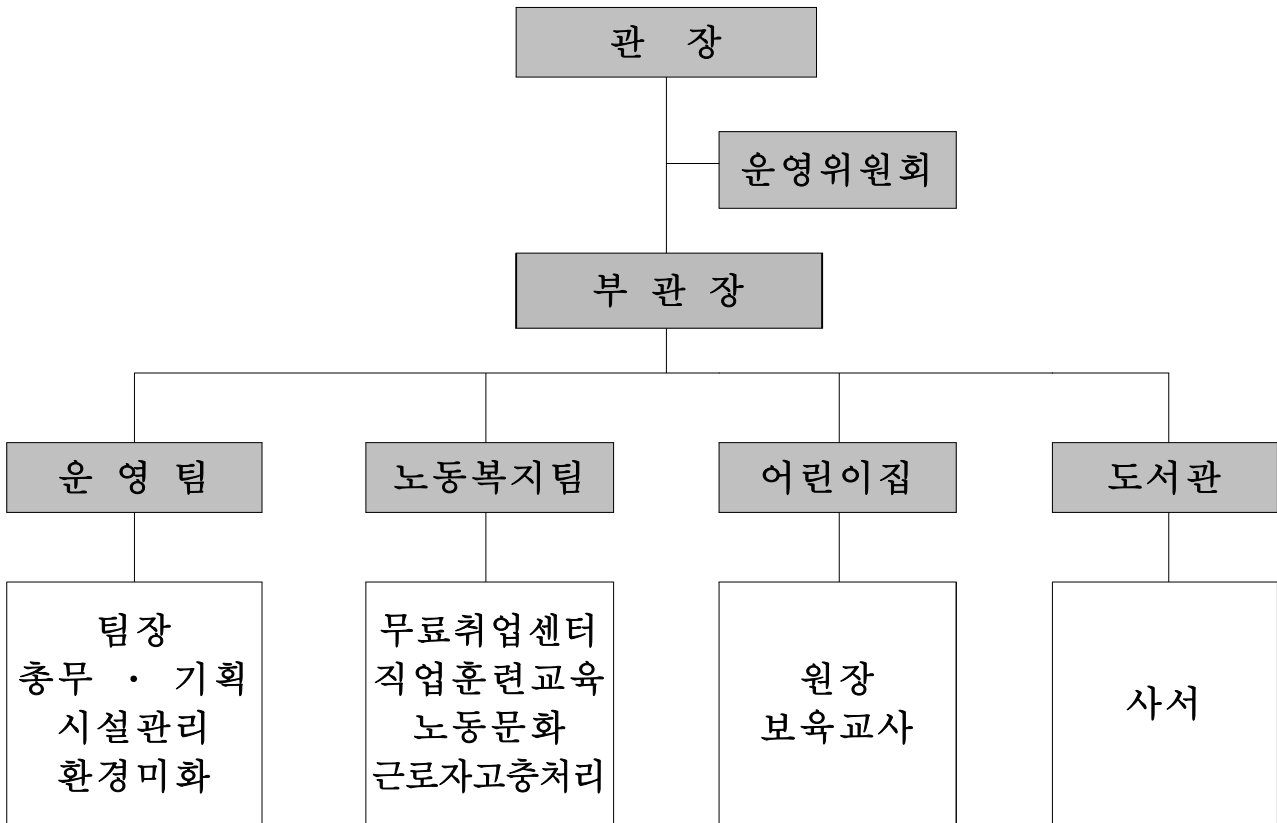 관 장
운영위원회
부 관 장
운 영 팀
노동복지팀
어린이집
도서관
팀장
총무 · 기획
시설관리
환경미화
무료취업센터
직업훈련교육
노동문화
근로자고충처리
원장
보육교사
사서